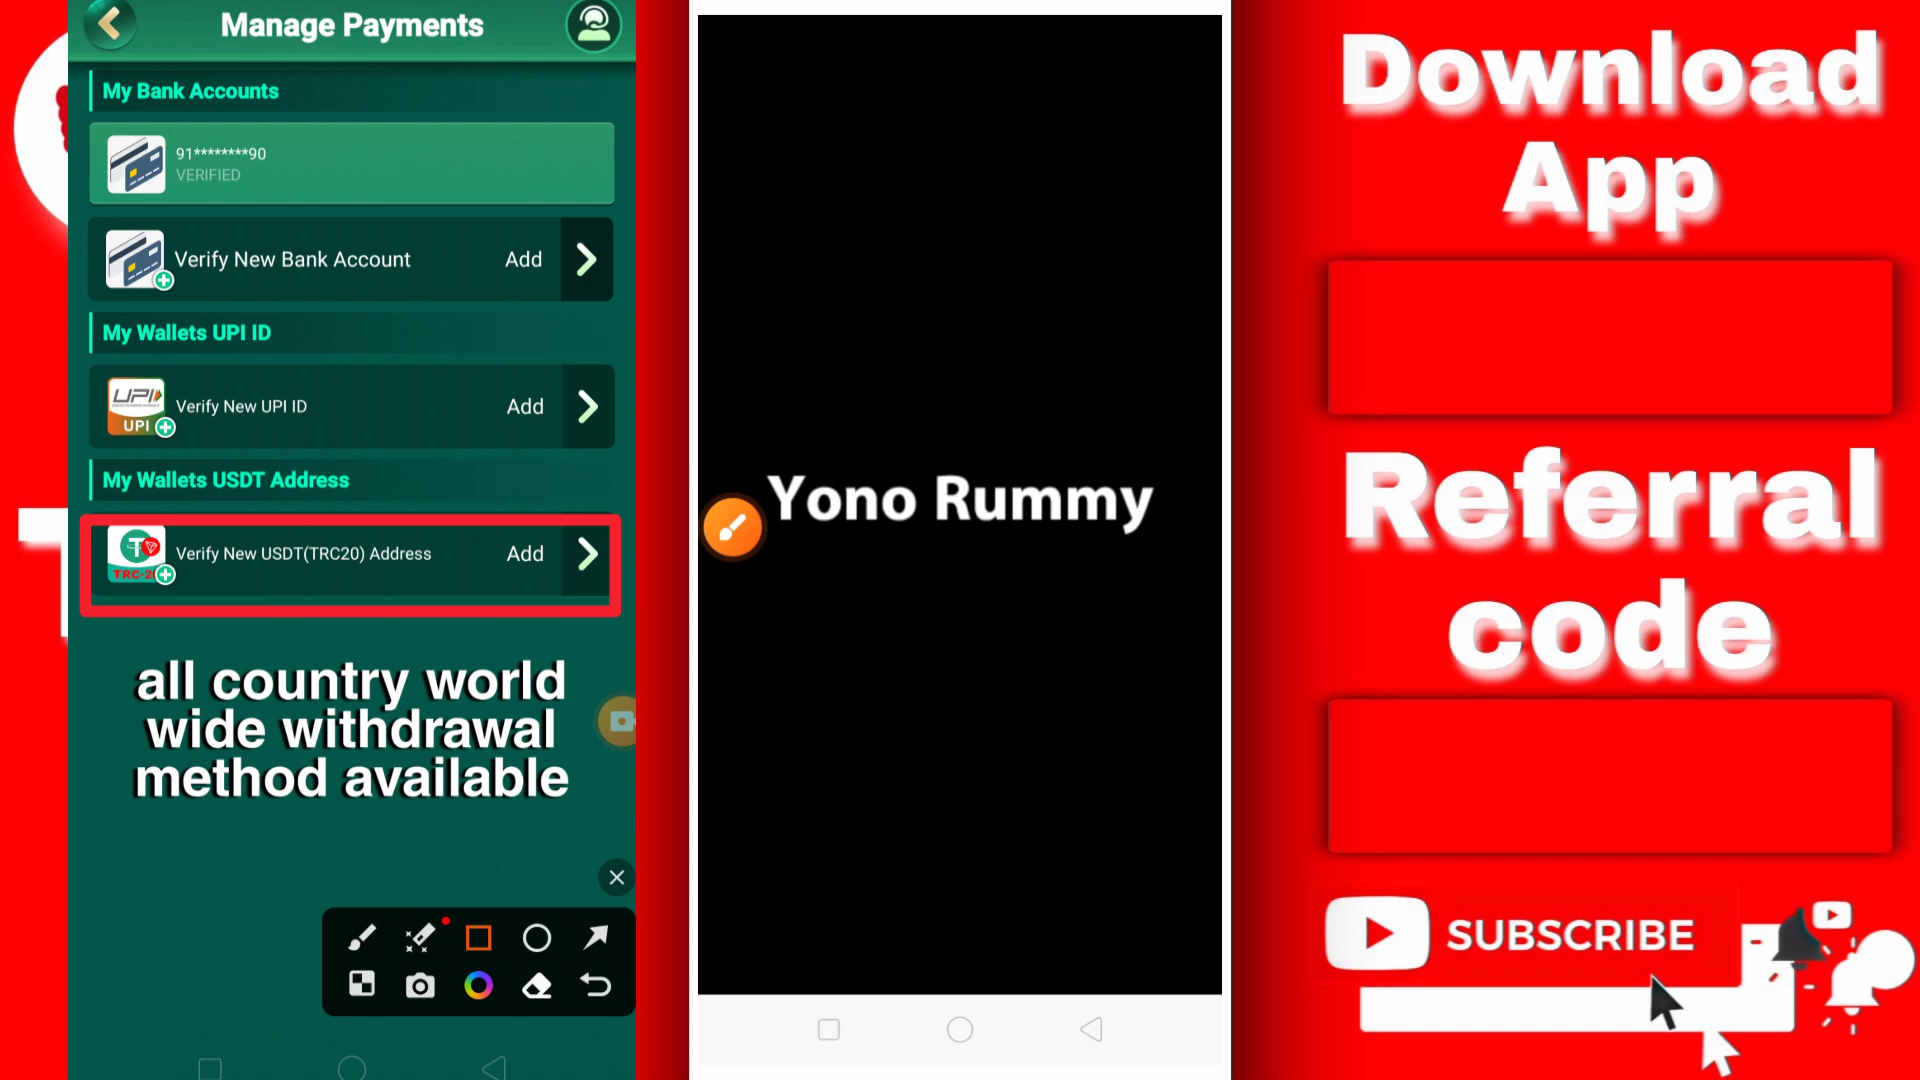 Manage Payments
My Bank Accounts
91********90
VERIFIED
Verify New Bank Account Add
My Wallets UPI ID
UPI
UPI
Verify New UPI ID Add
My Wallets USDT Address
Verify New USDT(TRC20) Address Add
all country world
wide withdrawal
method available
Yono Rummy
Download
App
Referral
code
SUBSCRIBE